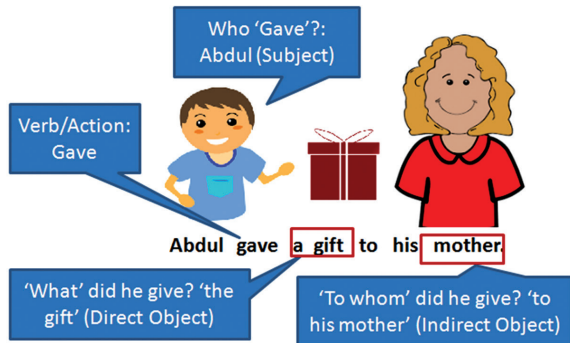 Who ‘Gave’?:
Abdul (Subject)
Verb/Action:
Gave
Abdul gave a gift to his mother.
‘What’ did he give? ‘the
gift’ (Direct Object)
‘To whom’ did he give? ‘to
his mother’ (Indirect Object)